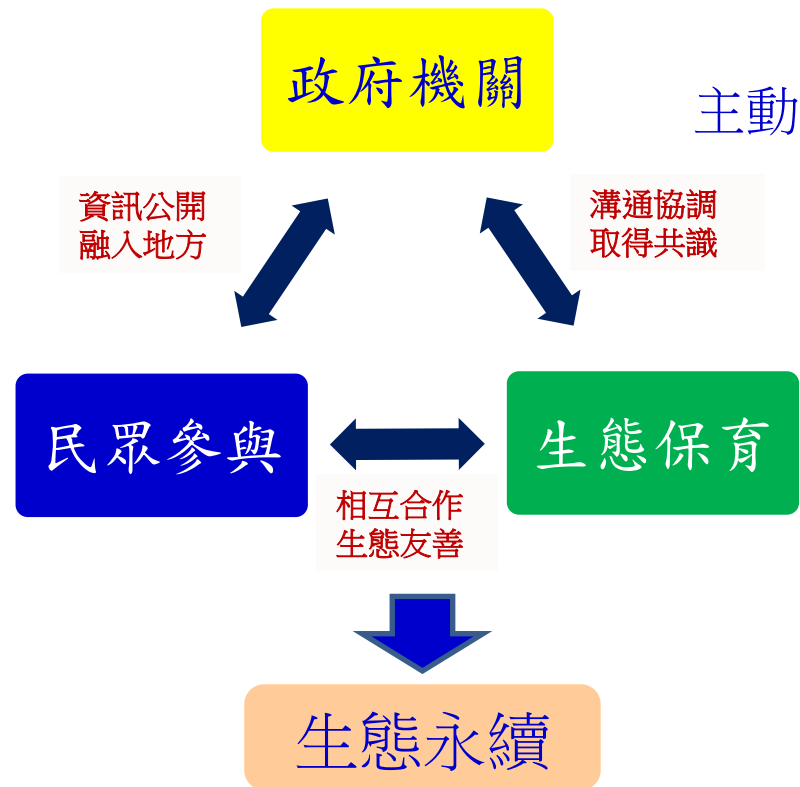 政府機關
主動
資訊公開
融入地方
溝通協調
取得共識
民眾參與
生態保育
相互合作
生態友善
生態永續